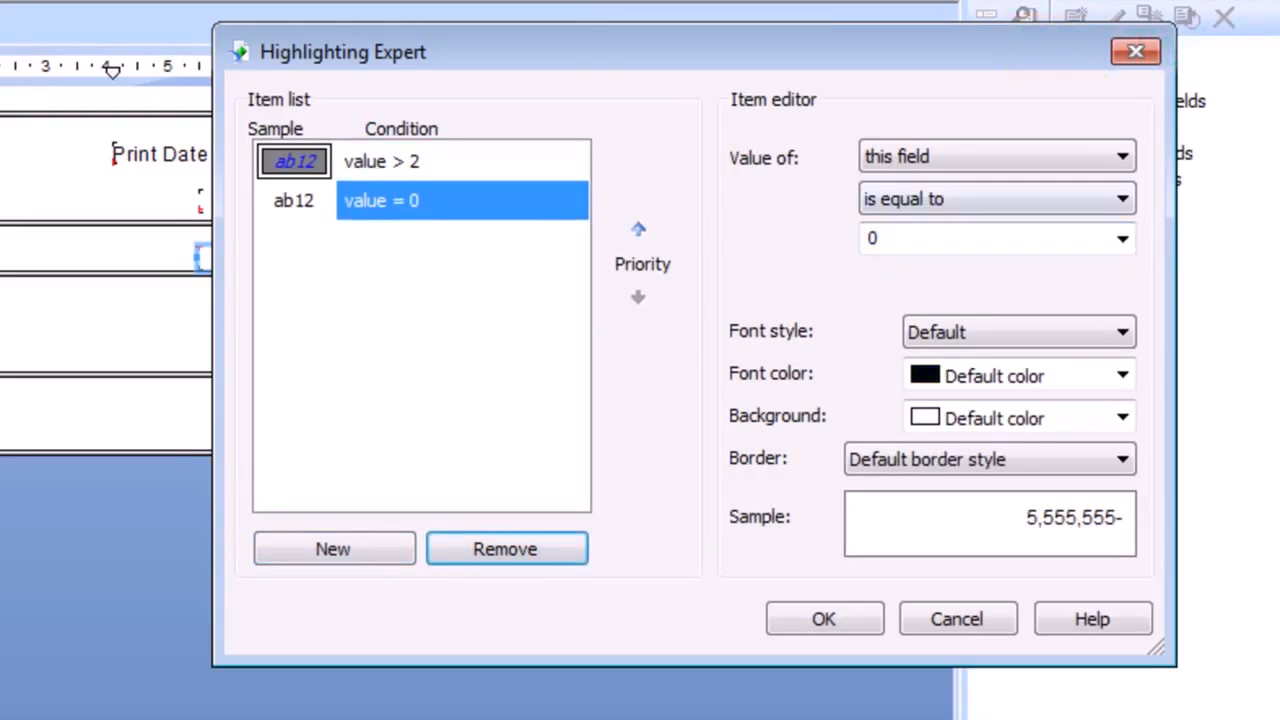 Highlighting Expert
3 · 4 · 5
Print Date
Item list
Sample Condition
ab12 value > 2
ab12 value = 0
Priority
New Remove
Item editor
Value of: this field
is equal to
0
Font style: Default
Font color: Default color
Background: Default color
Border: Default border style
Sample: 5,555,555-
OK Cancel Help
elds
ds